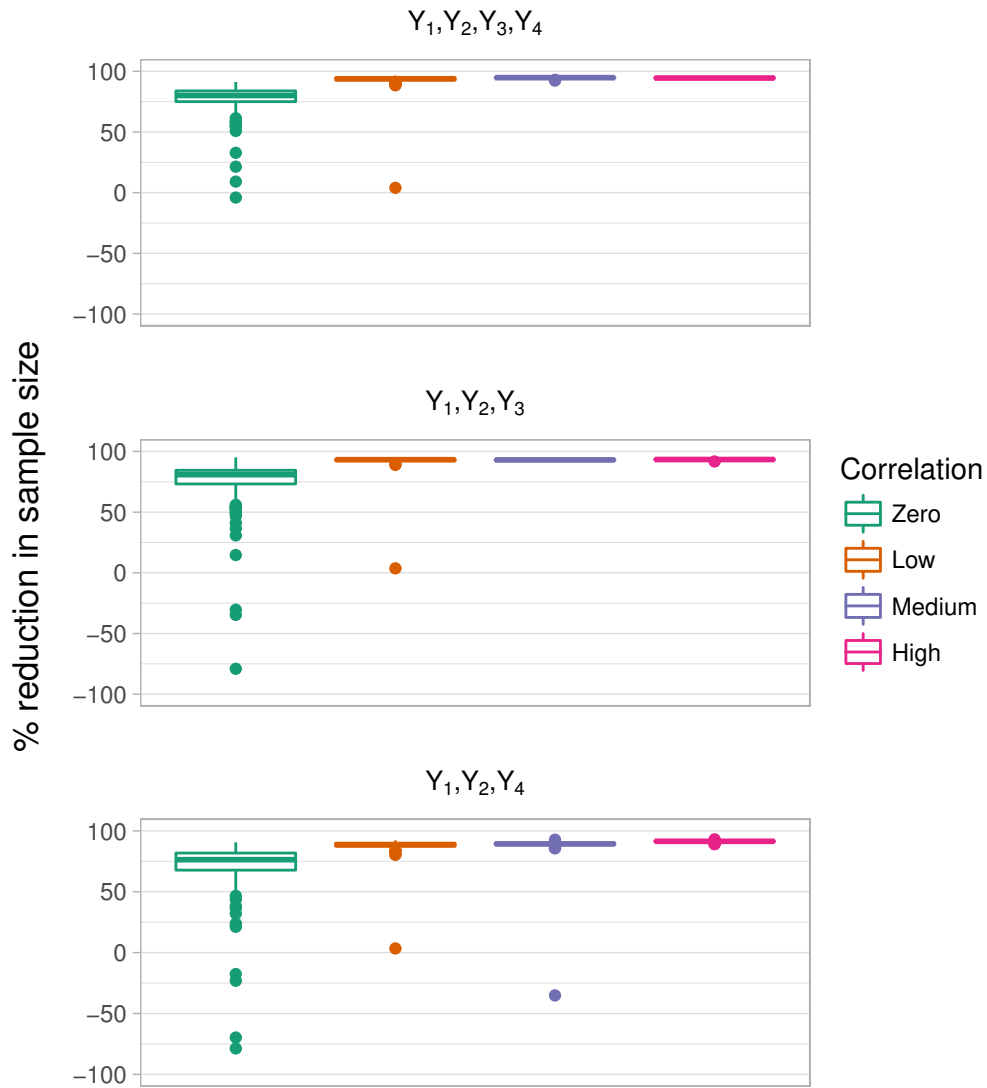 Y₁,Y₂,Y₃,Y₄
100
50
0
−50
−100
Y₁,Y₂,Y₃
100
50
0
−50
−100
Y₁,Y₂,Y₄
100
50
0
−50
−100
% reduction in sample size
Correlation
Zero
Low
Medium
High